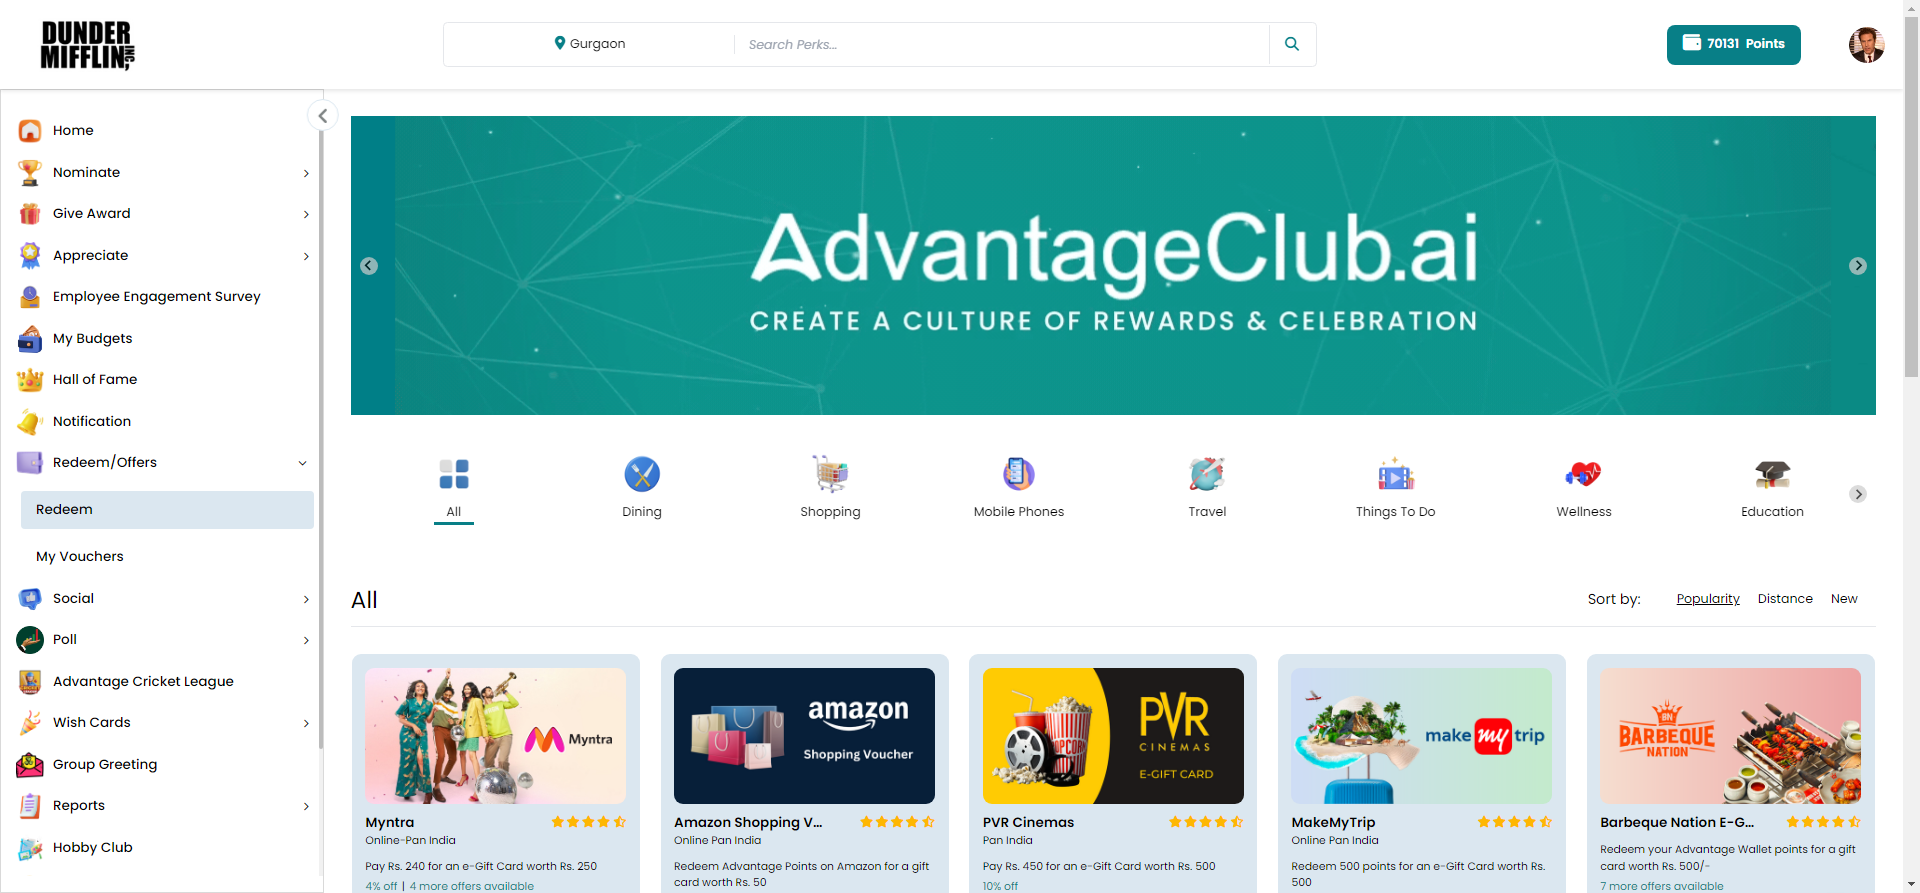 DUNDER
MIFFLIN INC,
Gurgaon
Search Perks...
70131 Points
Home
Nominate
Give Award
Appreciate
Employee Engagement Survey
My Budgets
Hall of Fame
Notification
Redeem/Offers
Redeem
My Vouchers
Social
Poll
Advantage Cricket League
Wish Cards
Group Greeting
Reports
Hobby Club
AdvantageClub.ai
CREATE A CULTURE OF REWARDS & CELEBRATION
All
Dining
Shopping
Mobile Phones
Travel
Things To Do
Wellness
Education
All
Sort by:
Popularity
Distance
New
Myntra
Myntra
Online-Pan India
Pay Rs. 240 for an e-Gift Card worth Rs. 250
4% off | 4 more offers available
amazon
Shopping Voucher
Amazon Shopping V...
Online Pan India
Redeem Advantage Points on Amazon for a gift
card worth Rs. 50
POPCORN
PVR
CINEMAS
E-GIFT CARD
PVR Cinemas
Pan India
Pay Rs. 450 for an e-Gift Card worth Rs. 500
10% off
make my trip
MakeMyTrip
Online Pan India
Redeem 500 points for an e-Gift Card worth Rs.
500
BN
BARBEQUE
NATION
Barbeque Nation E-G...
Redeem your Advantage Wallet points for a gift
card worth Rs. 500/-
7 more offers available